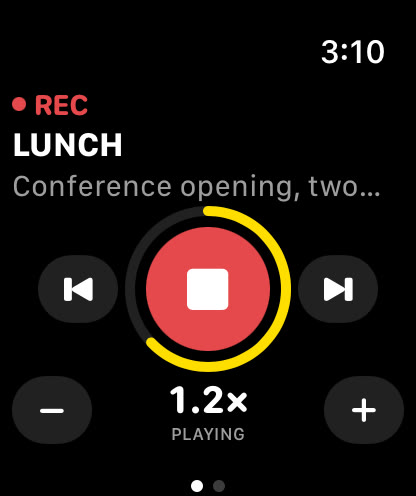 3:10
REC
LUNCH
Conference opening, two...
1.2×
PLAYING